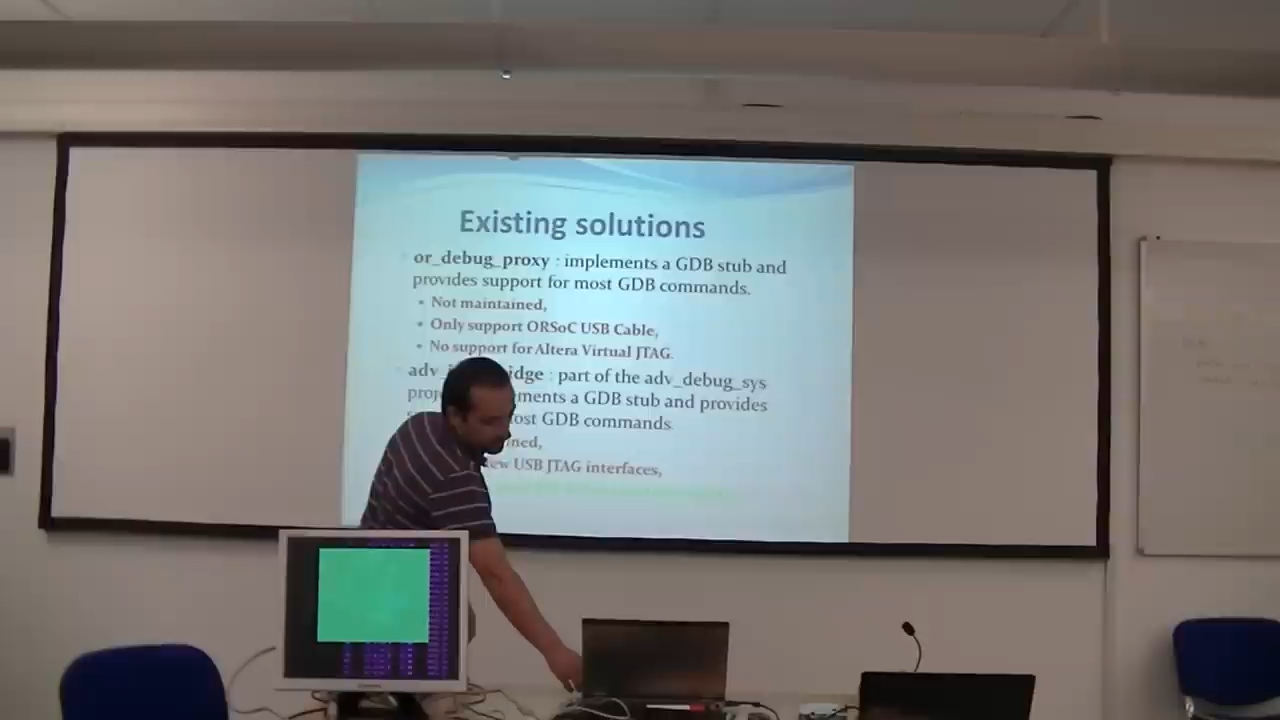 Existing solutions
or_debug_proxy : implements a GDB stub and
provides support for most GDB commands.
• Not maintained,
• Only support ORSoC USB Cable,
• No support for Altera Virtual JTAG.
adv idge : part of the adv_debug_sys
proj ments a GDB stub and provides
ost GDB commands.
ned,
ew USB JTAG interfaces,